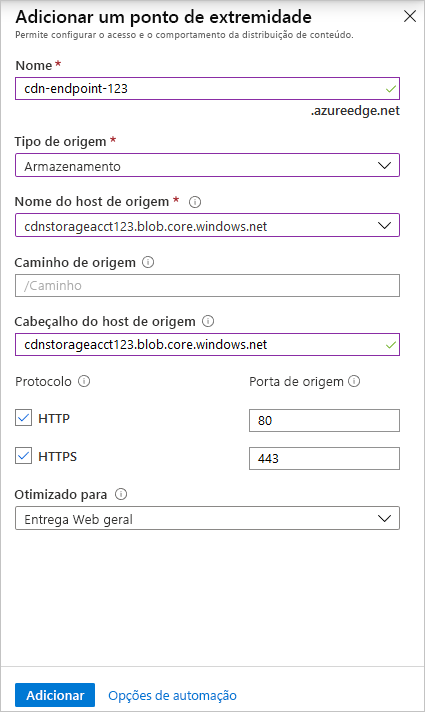 Adicionar um ponto de extremidade
Permite configurar o acesso e o comportamento da distribuição de conteúdo.
Nome *
cdn-endpoint-123
.azureedge.net
Tipo de origem *
Armazenamento
Nome do host de origem *
cdnstorageacct123.blob.core.windows.net
Caminho de origem
/Caminho
Cabeçalho do host de origem
cdnstorageacct123.blob.core.windows.net
Protocolo Porta de origem
HTTP 80
HTTPS 443
Otimizado para
Entrega Web geral
Adicionar Opções de automação